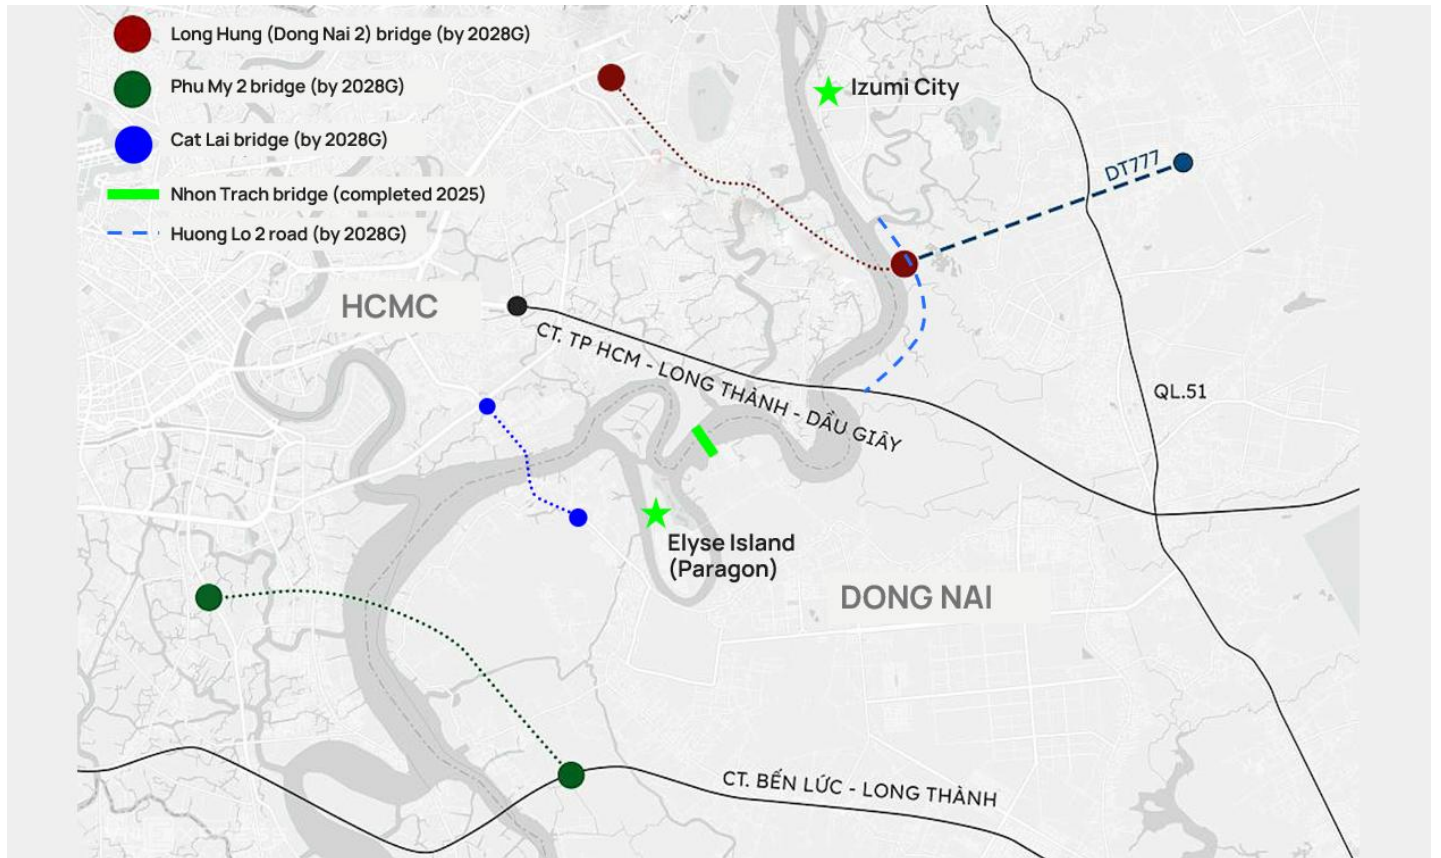 Long Hung (Dong Nai 2) bridge (by 2028G)
Phu My 2 bridge (by 2028G)
Cat Lai bridge (by 2028G)
Nhon Trach bridge (completed 2025)
Huong Lo 2 road (by 2028G)
Izumi City
DT777
HCMC
CT. TP HCM - LONG THÀNH - DẦU GIÂY
QL.51
Elyse Island
(Paragon)
DONG NAI
CT. BẾN LỨC - LONG THÀNH